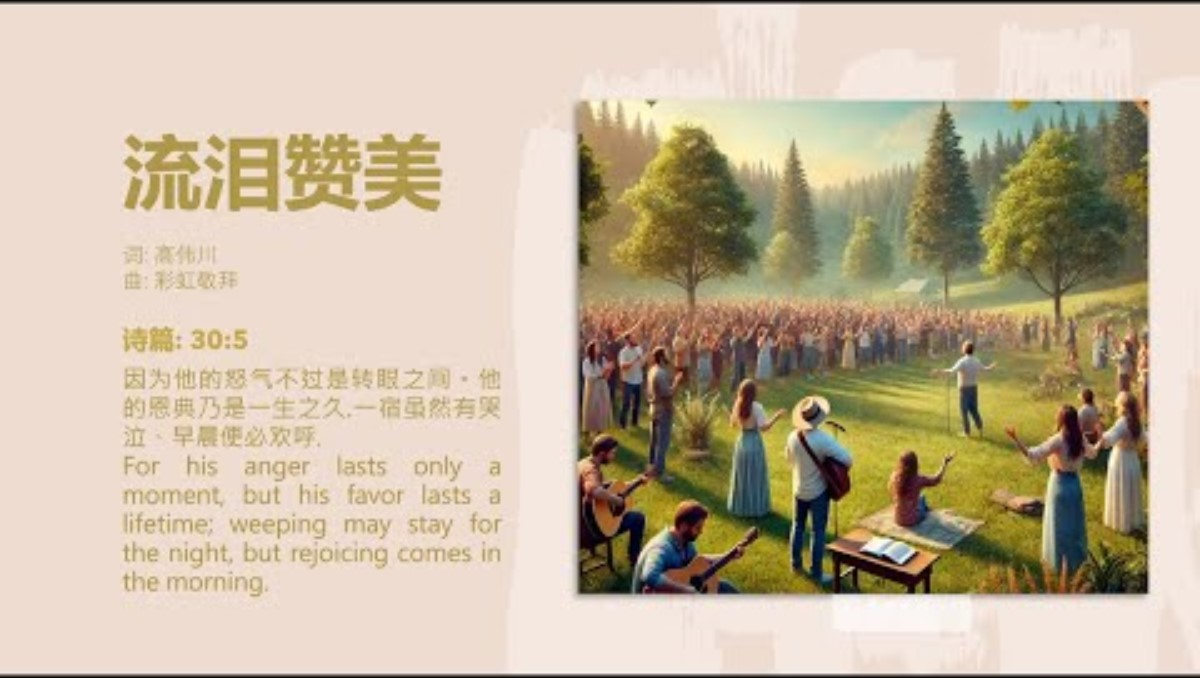 流泪赞美
词: 高伟川
曲: 彩虹敬拜
诗篇: 30:5
因为他的怒气不过是转眼之间・他
的恩典乃是一生之久.一宿虽然有哭
泣、早晨便必欢呼.
For his anger lasts only a
moment, but his favor lasts a
lifetime; weeping may stay for
the night, but rejoicing comes in
the morning.